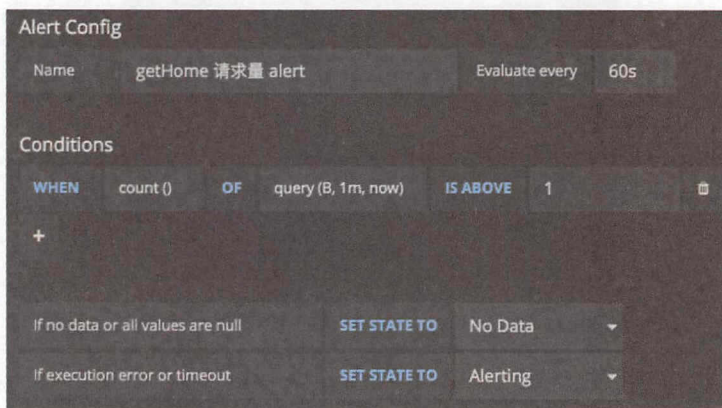 Alert Config
Name getHome 请求量 alert Evaluate every 60s
Conditions
WHEN count () OF query (B, 1m, now) IS ABOVE 1
+
If no data or all values are null SET STATE TO No Data
If execution error or timeout SET STATE TO Alerting